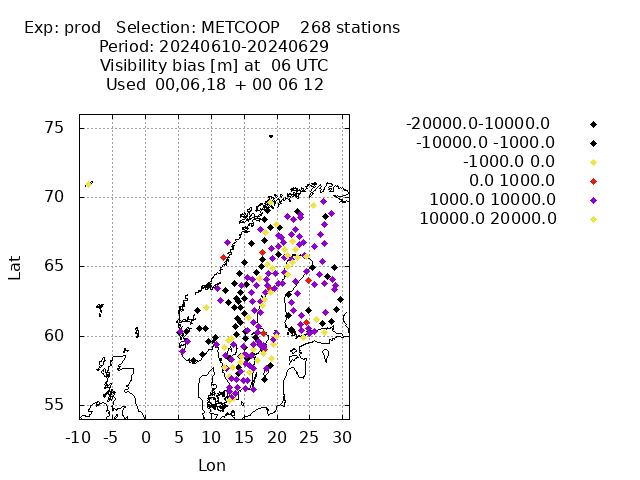 Exp: prod   Selection: METCOOP    268 stations
Period: 20240610-20240629
Visibility bias [m] at  06 UTC
Used  00,06,18  + 00 06 12
-20000.0-10000.0
-10000.0 -1000.0
-1000.0 0.0
0.0 1000.0
1000.0 10000.0
10000.0 20000.0
75
70
65
60
55
Lat
-10 -5 0 5 10 15 20 25 30
Lon